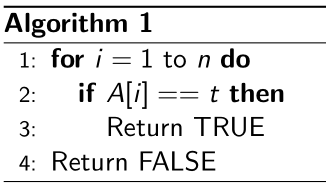 Algorithm 1
1: for i = 1 to n do
2: if A[i] == t then
3: Return TRUE
4: Return FALSE